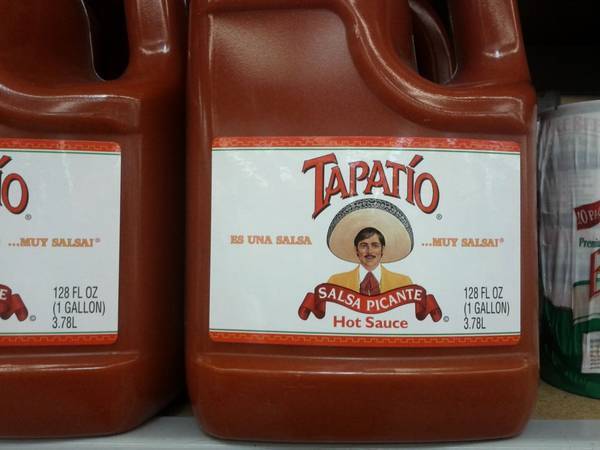 ÍO
®
...MUY SALSA!®
E
©
128 FL OZ
(1 GALLON)
3.78L
TAPATÍO
®
ES UNA SALSA
...MUY SALSA!®
SALSA PICANTE
Hot Sauce
©
128 FL OZ
(1 GALLON)
3.78L